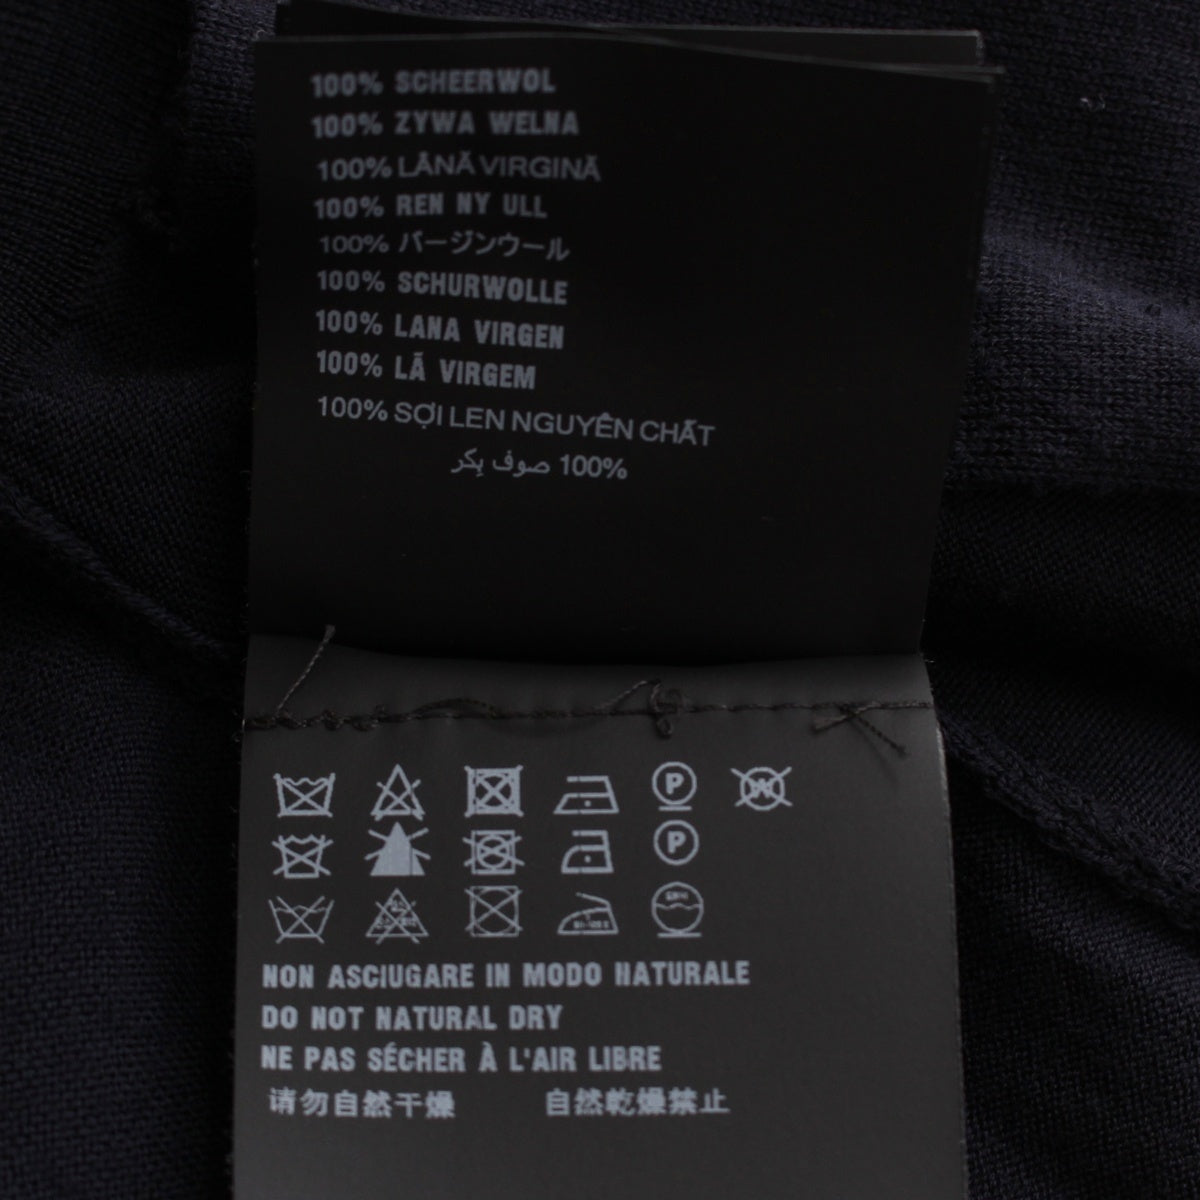 100% SCHEERWOL
100% ZYWA WELNA
100% LÃNÃ VIRGINÃ
100% REN NY ULL
100% バージンウール
100% SCHURWOLLE
100% LANA VIRGEN
100% LÃ VIRGEM
100% SỢI LEN NGUYÊN CHẤT
100% صوف بِكر
P W
P
NON ASCIUGARE IN MODO NATURALE
DO NOT NATURAL DRY
NE PAS SÉCHER À L'AIR LIBRE
请勿自然干燥 自然乾燥禁止